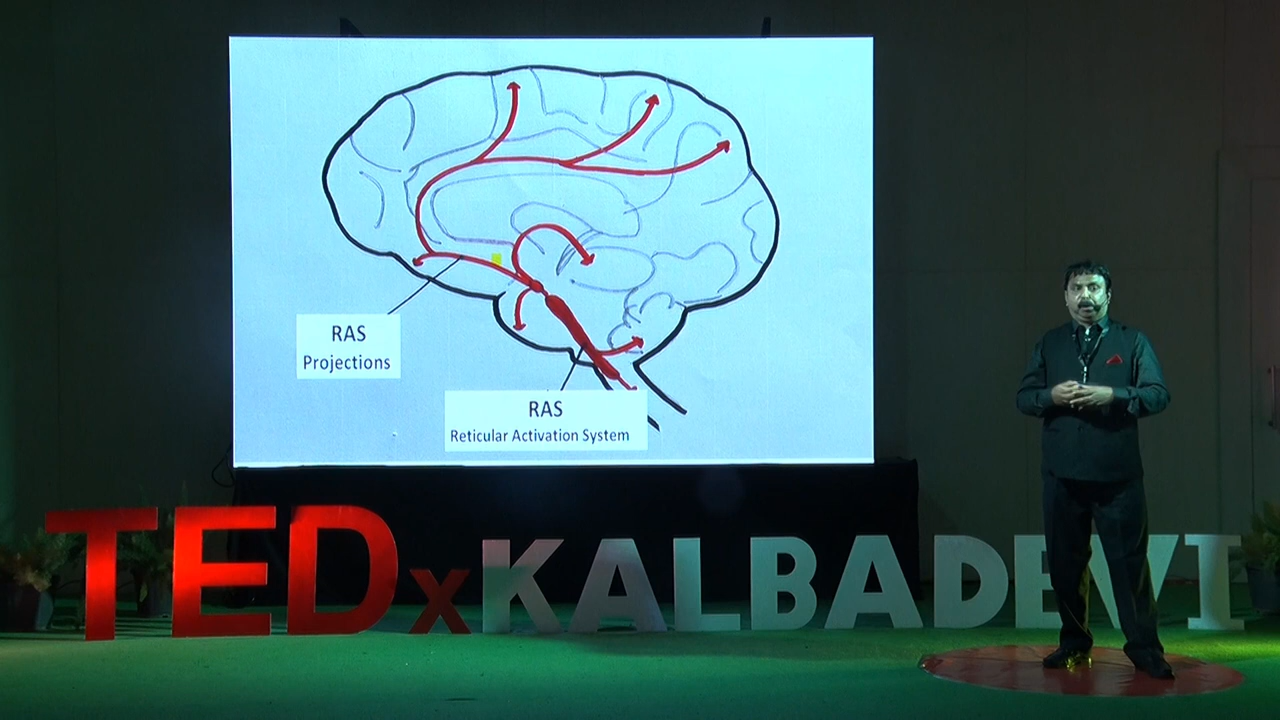 RAS
Projections
RAS
Reticular Activation System
TEDxKALBADEVI